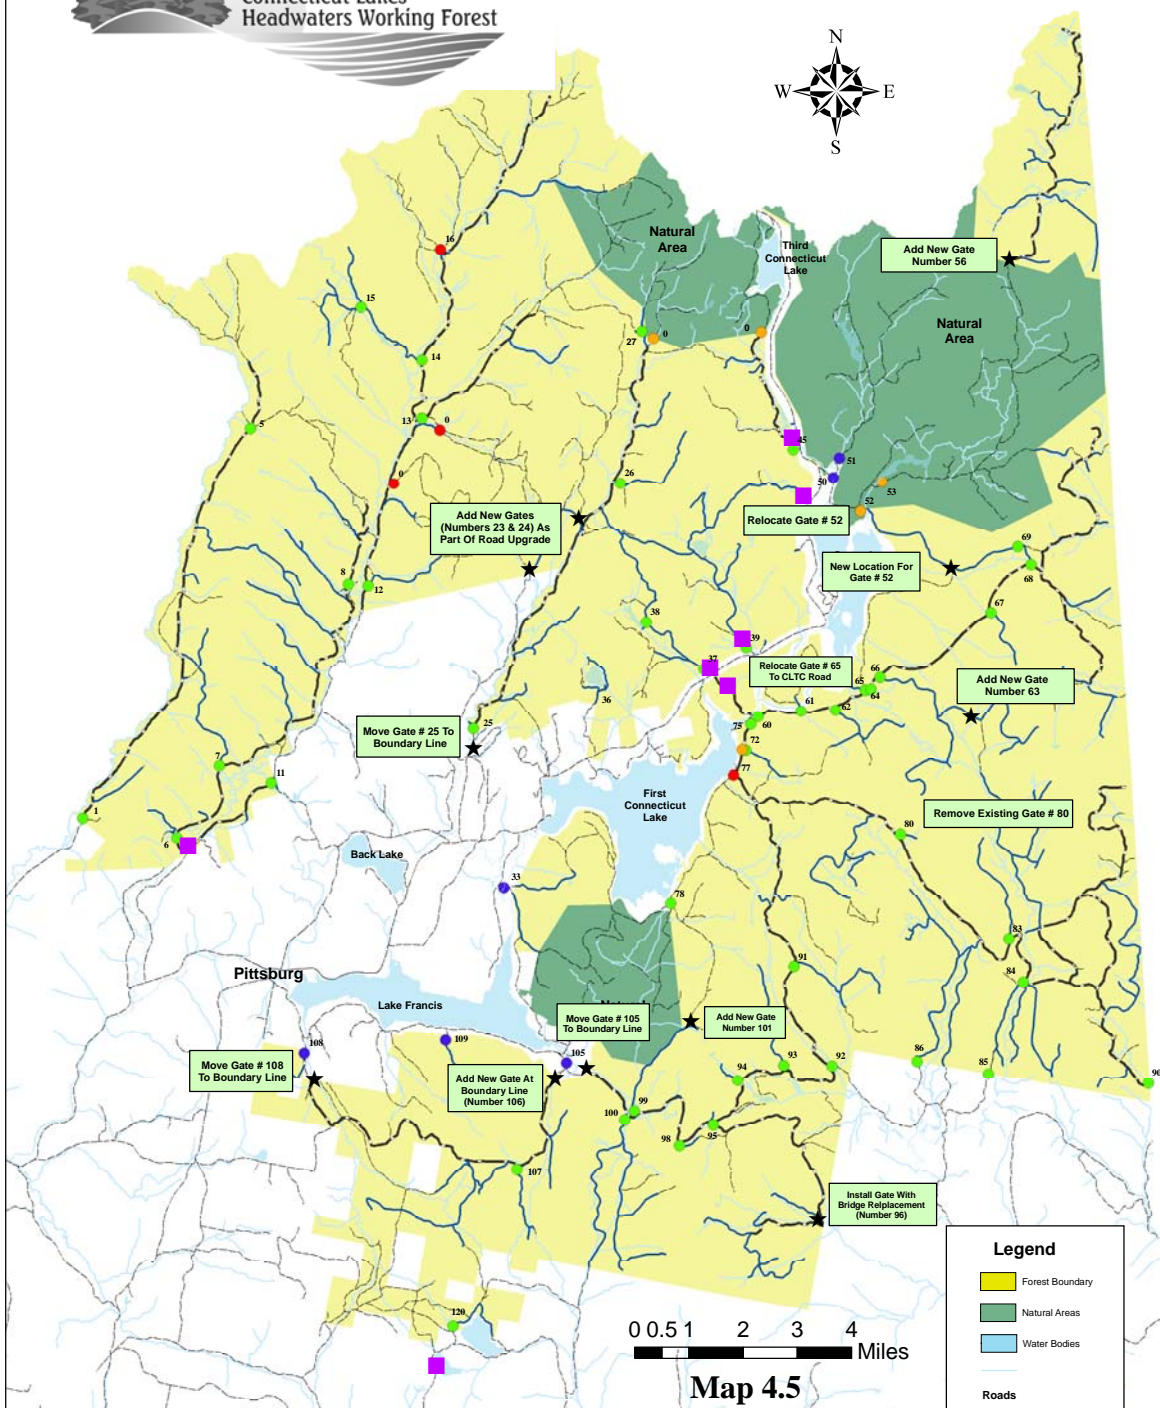 Connecticut Lakes
Headwaters Working Forest
N
W E
S
Natural
Area
Third
Connecticut
Lake
Add New Gate
Number 56
Natural
Area
16
15
14
13
0
0
5
27
0
0
26
45
51
50
53
52
Add New Gates
(Numbers 23 & 24) As
Part Of Road Upgrade
Relocate Gate # 52
New Location For
Gate # 52
69
68
67
8
12
38
39
37
Relocate Gate # 65
To CLTC Road
66
65
64
Add New Gate
Number 63
36
61
62
60
75
72
77
25
Move Gate # 25 To
Boundary Line
7
11
1
6
First
Connecticut
Lake
Remove Existing Gate # 80
80
Back Lake
33
78
83
84
91
Pittsburg
Lake Francis
Natural
Move Gate # 105
To Boundary Line
Add New Gate
Number 101
108
109
105
Move Gate # 108
To Boundary Line
Add New Gate At
Boundary Line
(Number 106)
94
93
92
86
85
90
99
100
98
95
107
Install Gate With
Bridge Relplacement
(Number 96)
120
0 0.5 1 2 3 4
Miles
Map 4.5
Legend
Forest Boundary
Natural Areas
Water Bodies
Roads